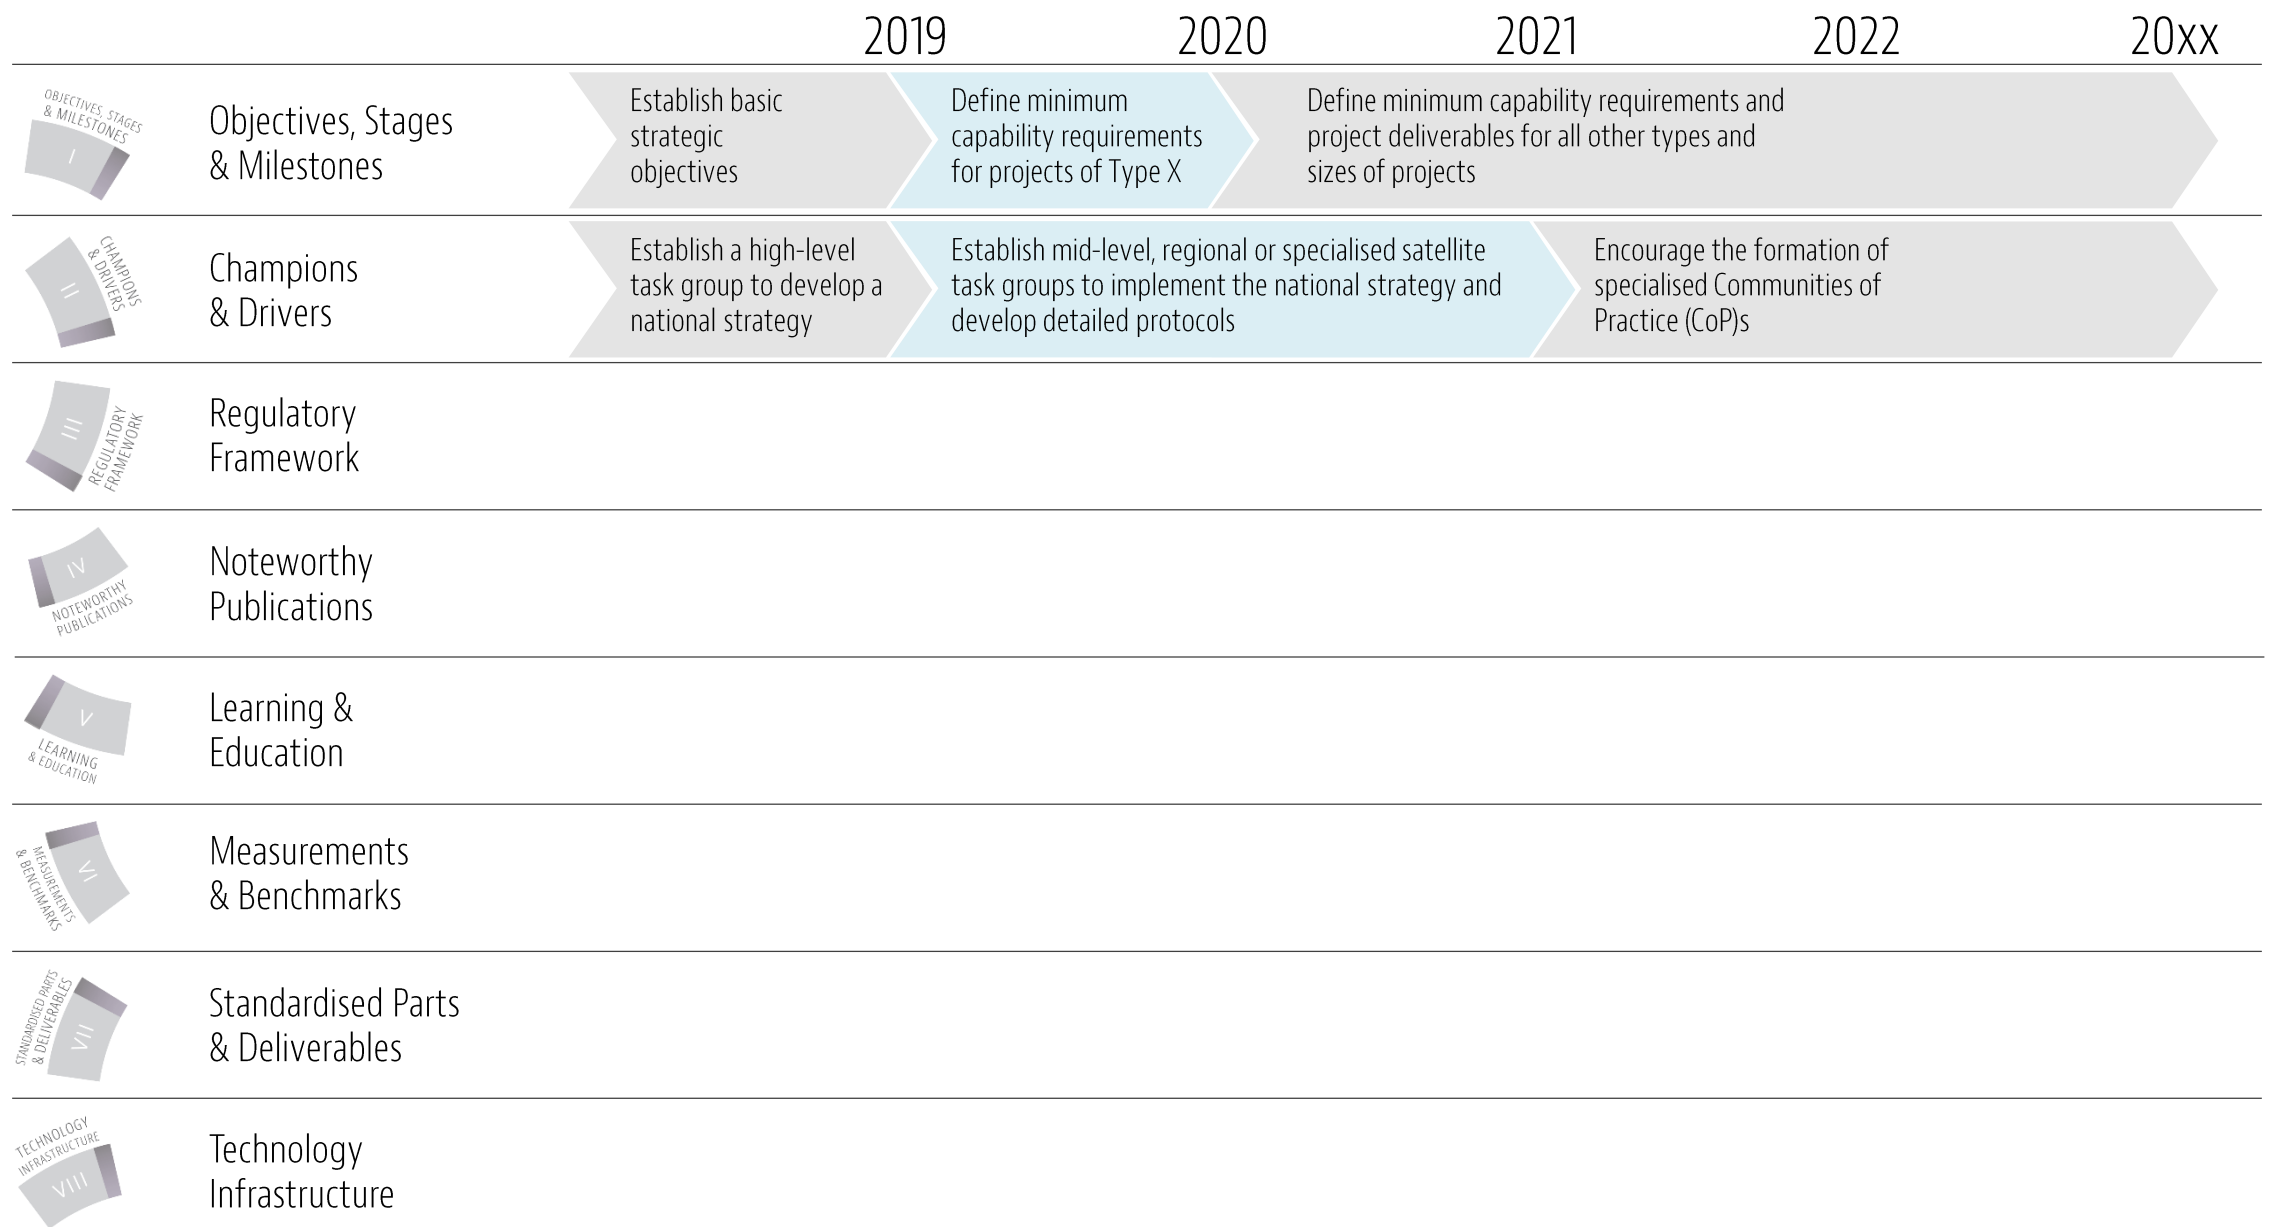 2019 2020 2021 2022 20xx
OBJECTIVES, STAGES
& MILESTONES
I
Objectives, Stages
& Milestones
Establish basic
strategic
objectives
Define minimum
capability requirements
for projects of Type X
Define minimum capability requirements and
project deliverables for all other types and
sizes of projects
CHAMPIONS
& DRIVERS
II
Champions
& Drivers
Establish a high-level
task group to develop a
national strategy
Establish mid-level, regional or specialised satellite
task groups to implement the national strategy and
develop detailed protocols
Encourage the formation of
specialised Communities of
Practice (CoP)s
III
REGULATORY
FRAMEWORK
Regulatory
Framework
IV
NOTEWORTHY
PUBLICATIONS
Noteworthy
Publications
V
LEARNING
& EDUCATION
Learning &
Education
VI
MEASUREMENTS
& BENCHMARKS
Measurements
& Benchmarks
STANDARDISED PARTS
& DELIVERABLES
VII
Standardised Parts
& Deliverables
TECHNOLOGY
INFRASTRUCTURE
VIII
Technology
Infrastructure